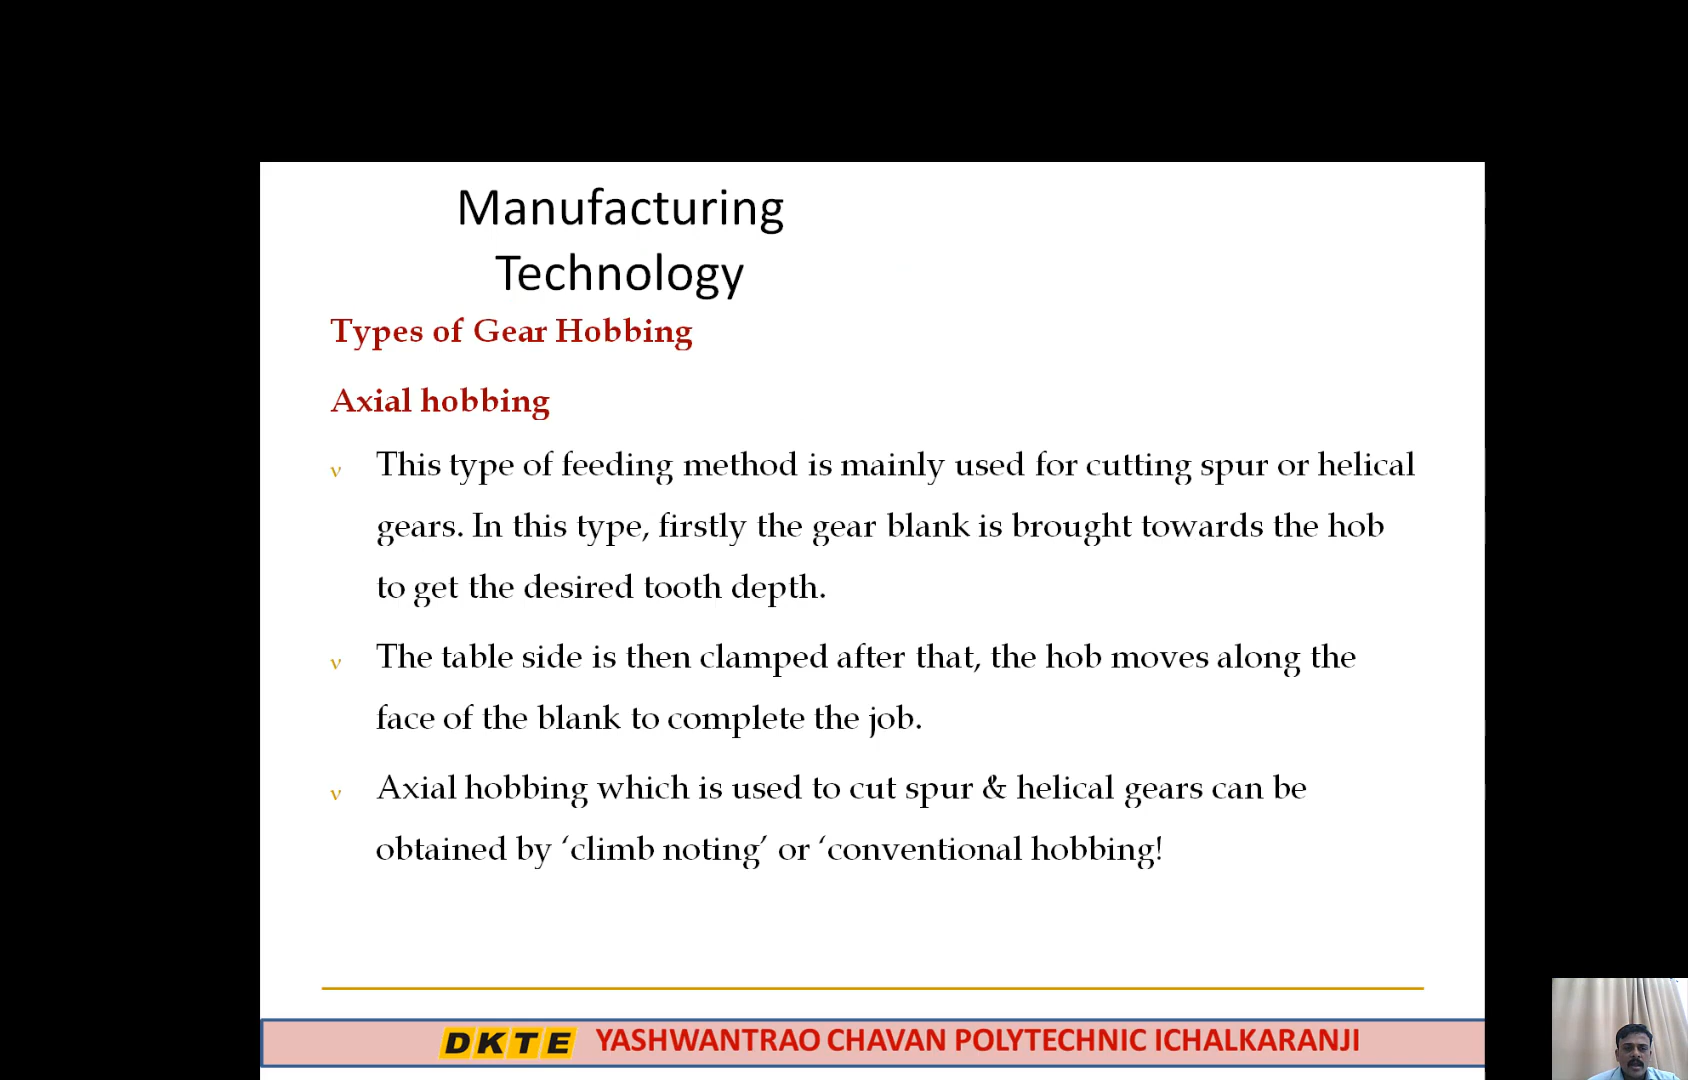 Manufacturing
Technology
Types of Gear Hobbing
Axial hobbing
v This type of feeding method is mainly used for cutting spur or helical
gears. In this type, firstly the gear blank is brought towards the hob
to get the desired tooth depth.
v The table side is then clamped after that, the hob moves along the
face of the blank to complete the job.
v Axial hobbing which is used to cut spur & helical gears can be
obtained by ‘climb noting’ or ‘conventional hobbing!
DKTE YASHWANTRAO CHAVAN POLYTECHNIC ICHALKARANJI